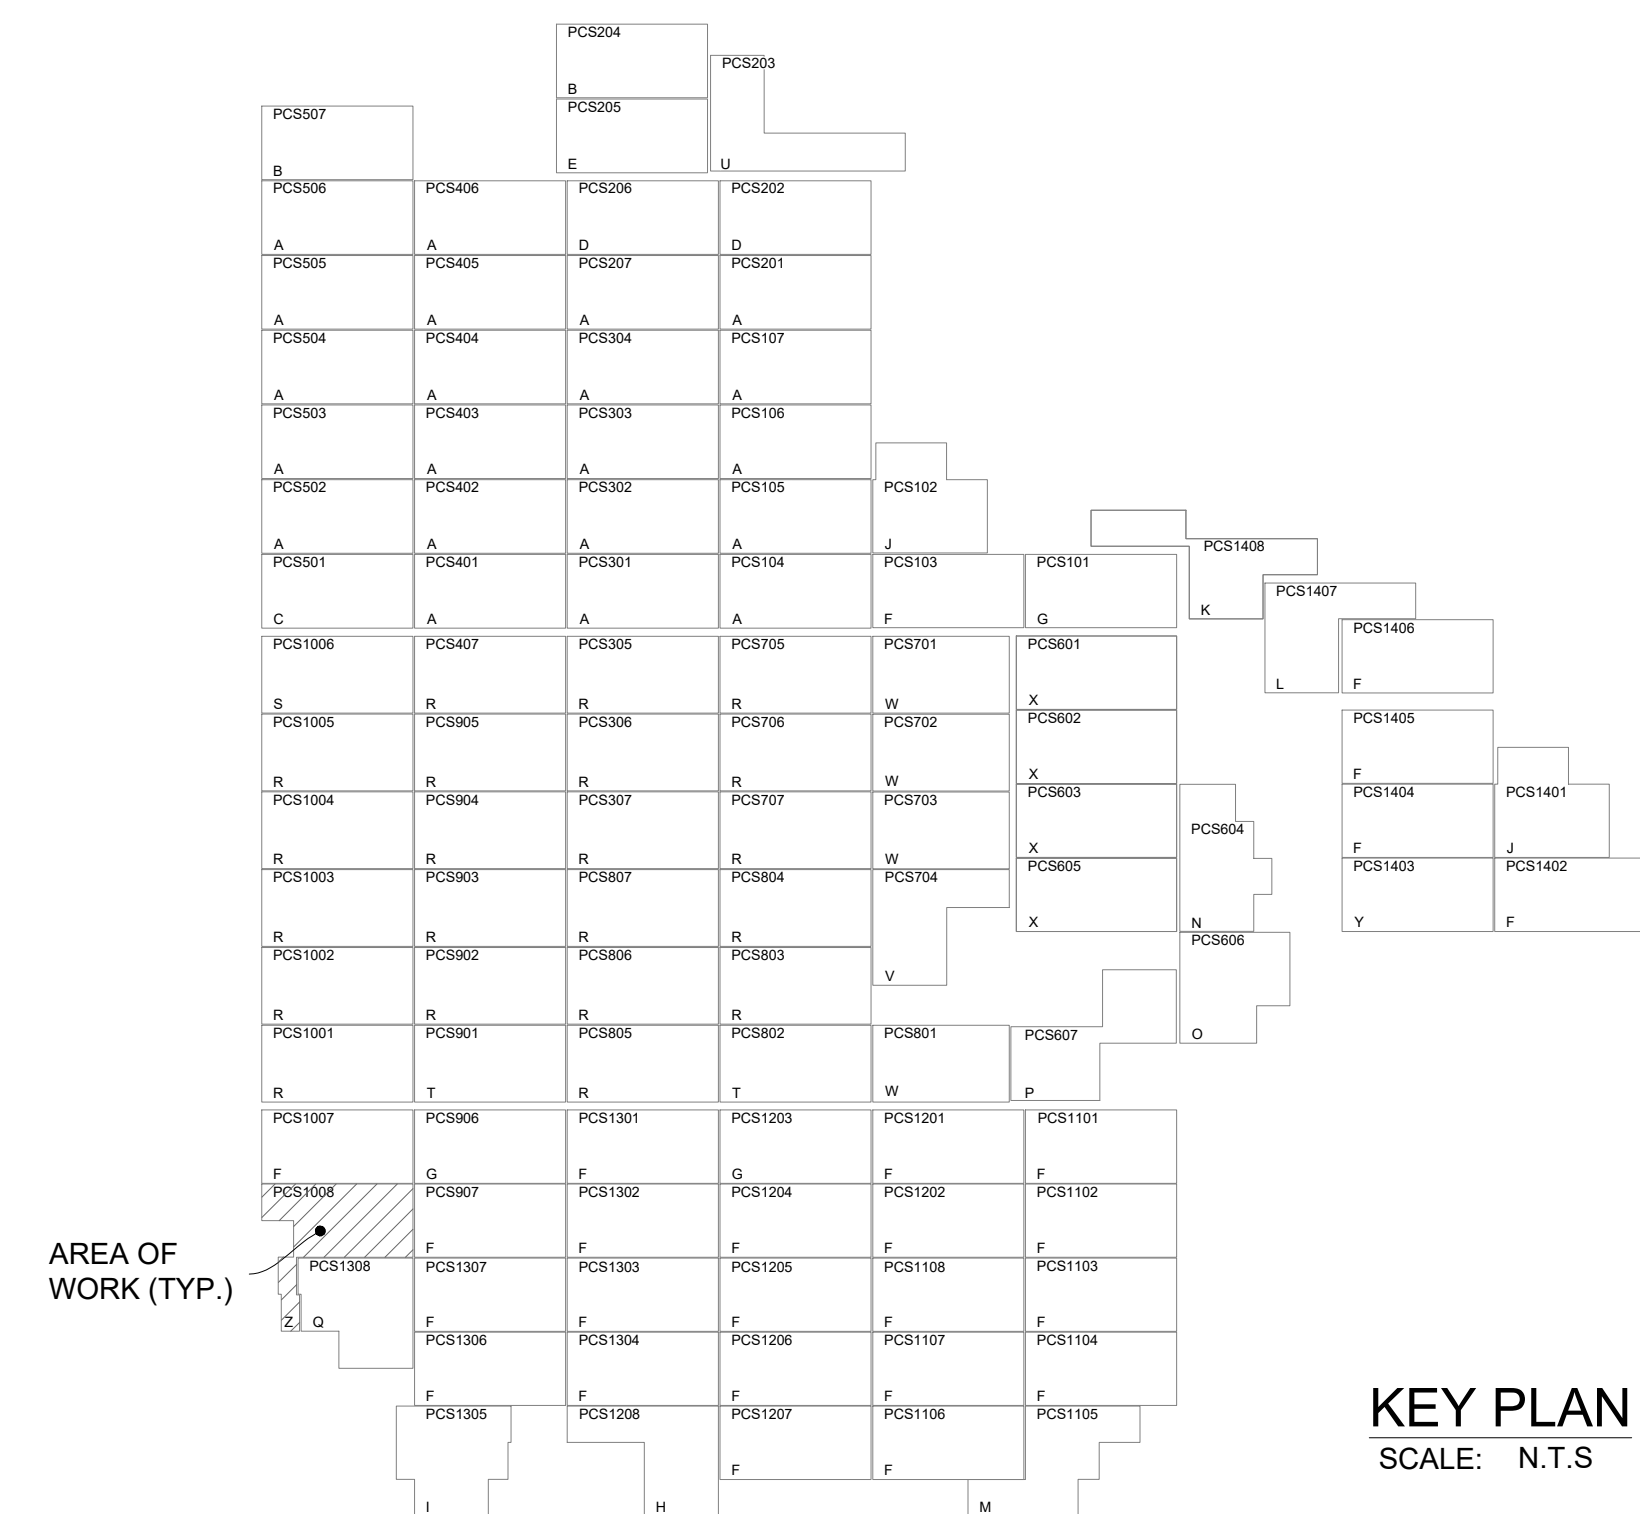 PCS204
B
PCS203
PCS205
E
U
PCS507
B
PCS506 PCS406 PCS206 PCS202
A A D D
PCS505 PCS405 PCS207 PCS201
A A A A
PCS504 PCS404 PCS304 PCS107
A A A A
PCS503 PCS403 PCS303 PCS106
A A A A
PCS502 PCS402 PCS302 PCS105 PCS102
A A A A J
PCS1408
PCS501 PCS401 PCS301 PCS104 PCS103 PCS101
C A A A F G
K
PCS1407
PCS1406
L F
PCS1006 PCS407 PCS305 PCS705 PCS701 PCS601
S R R R W X
PCS1005 PCS905 PCS306 PCS706 PCS702 PCS602 PCS1405
R R R R W X F
PCS1004 PCS904 PCS307 PCS707 PCS703 PCS603 PCS1404 PCS1401
PCS604
R R R R W X F J
PCS1003 PCS903 PCS807 PCS804 PCS704 PCS605 PCS1403 PCS1402
R R R R X N Y F
PCS606
PCS1002 PCS902 PCS806 PCS803
V
R R R R
PCS1001 PCS901 PCS805 PCS802 PCS801 PCS607
O
R T R T W P
PCS1007 PCS906 PCS1301 PCS1203 PCS1201 PCS1101
F G F G F F
PCS1008 PCS907 PCS1302 PCS1204 PCS1202 PCS1102
F F F F F
AREA OF
WORK (TYP.)
PCS1308 PCS1307 PCS1303 PCS1205 PCS1108 PCS1103
Z Q F F F F F
PCS1306 PCS1304 PCS1206 PCS1107 PCS1104
F F F F F
PCS1305 PCS1208 PCS1207 PCS1106 PCS1105
F F
I H M
KEY PLAN
SCALE: N.T.S